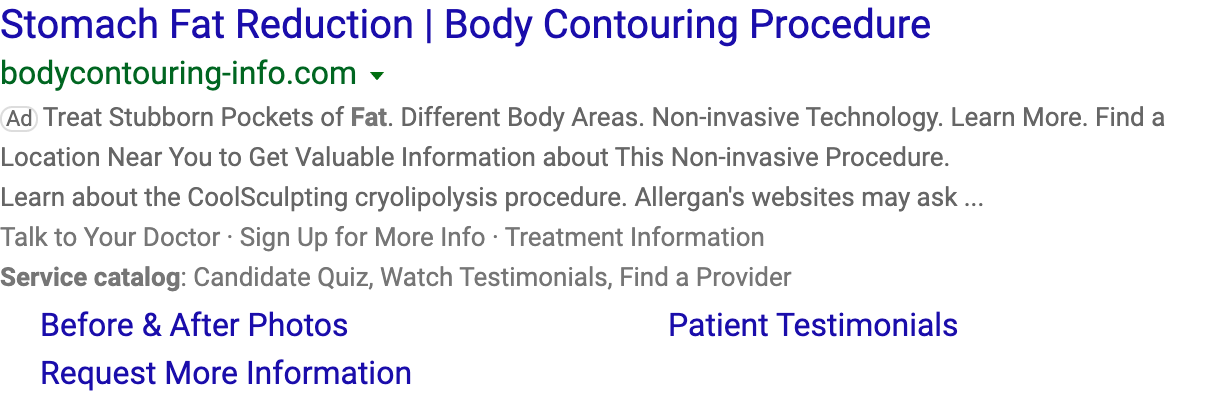 Stomach Fat Reduction | Body Contouring Procedure
bodycontouring-info.com
Ad Treat Stubborn Pockets of Fat. Different Body Areas. Non-invasive Technology. Learn More. Find a
Location Near You to Get Valuable Information about This Non-invasive Procedure.
Learn about the CoolSculpting cryolipolysis procedure. Allergan's websites may ask ...
Talk to Your Doctor · Sign Up for More Info · Treatment Information
Service catalog: Candidate Quiz, Watch Testimonials, Find a Provider
Before & After Photos Patient Testimonials
Request More Information